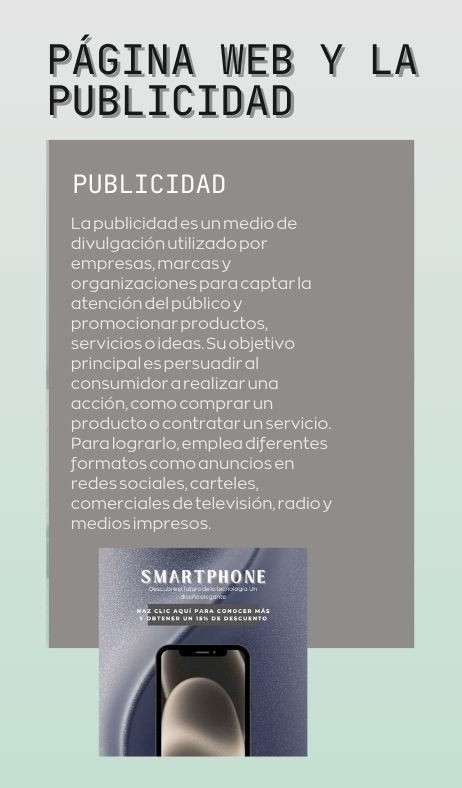 PÁGINA WEB Y LA
PUBLICIDAD
PUBLICIDAD
La publicidad es un medio de
divulgación utilizado por
empresas, marcas y
organizaciones para captar la
atención del público y
promocionar productos,
servicios o ideas. Su objetivo
principal es persuadir al
consumidor a realizar una
acción, como comprar un
producto o contratar un servicio.
Para lograrlo, emplea diferentes
formatos como anuncios en
redes sociales, carteles,
comerciales de televisión, radio y
medios impresos.
SMARTPHONE
Descubre el futuro de la tecnología Un
diseño elegante
HAZ CLIC AQUÍ PARA CONOCER MÁS
Y OBTENER UN 15% DE DESCUENTO